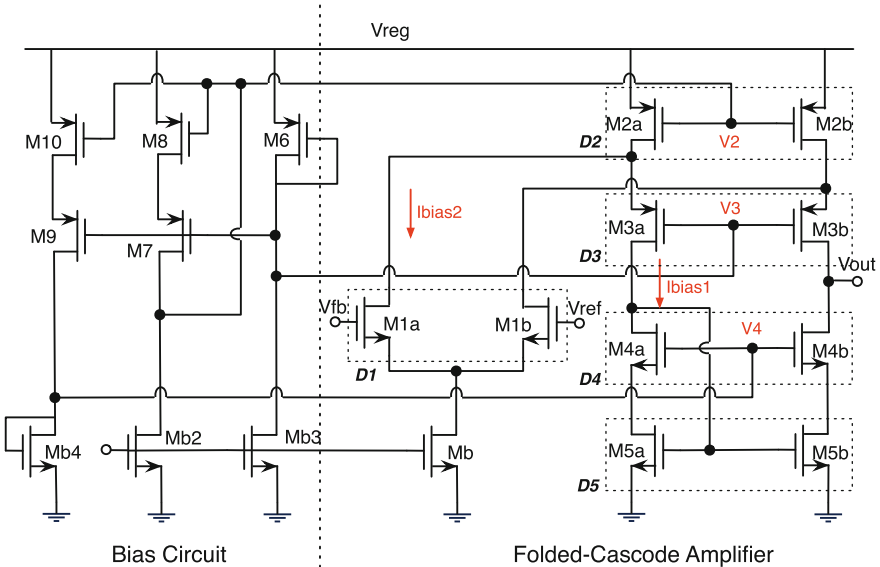 Vreg
M10
M8
M6
M2a
V2
M2b
D2
Ibias2
M9
M7
M3a
V3
M3b
D3
Vout
Ibias1
Vfb
M1a
M1b
Vref
D1
M4a
V4
M4b
D4
Mb4
Mb2
Mb3
Mb
M5a
M5b
D5
Bias Circuit
Folded-Cascode Amplifier